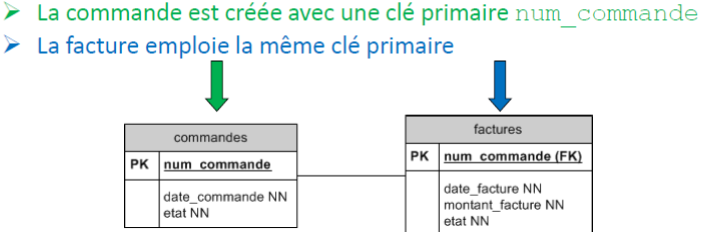 La commande est créée avec une clé primaire num_commande
La facture emploie la même clé primaire
commandes
PK num_commande
date_commande NN
etat NN
factures
PK num_commande (FK)
date_facture NN
montant_facture NN
etat NN